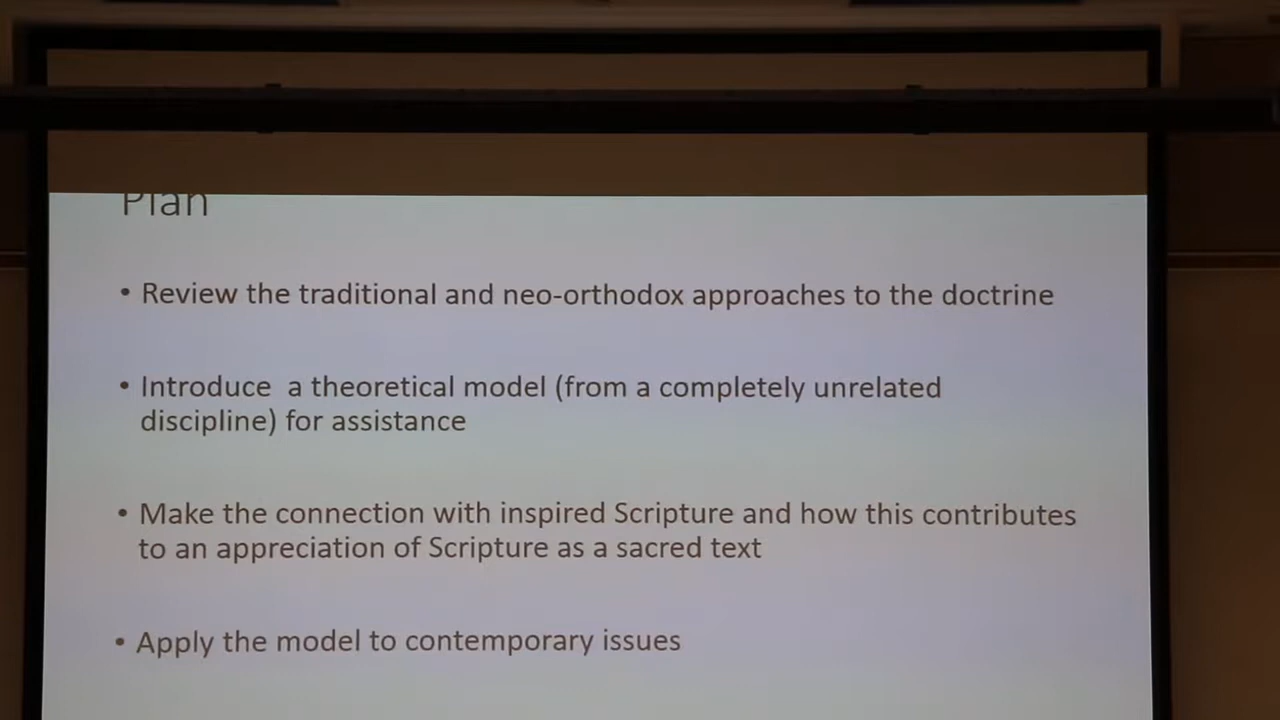 Plan
• Review the traditional and neo-orthodox approaches to the doctrine
• Introduce  a theoretical model (from a completely unrelated
discipline) for assistance
• Make the connection with inspired Scripture and how this contributes
to an appreciation of Scripture as a sacred text
• Apply the model to contemporary issues